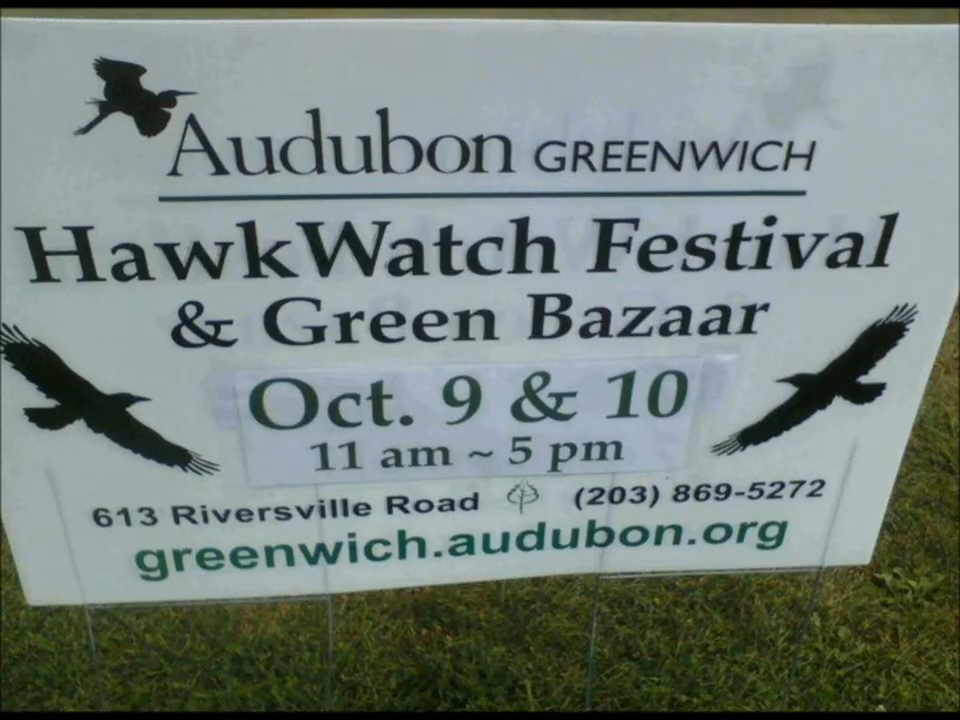 Audubon GREENWICH
HawkWatch Festival
& Green Bazaar
Oct. 9 & 10
11 am ~ 5 pm
613 Riversville Road (203) 869-5272
greenwich.audubon.org